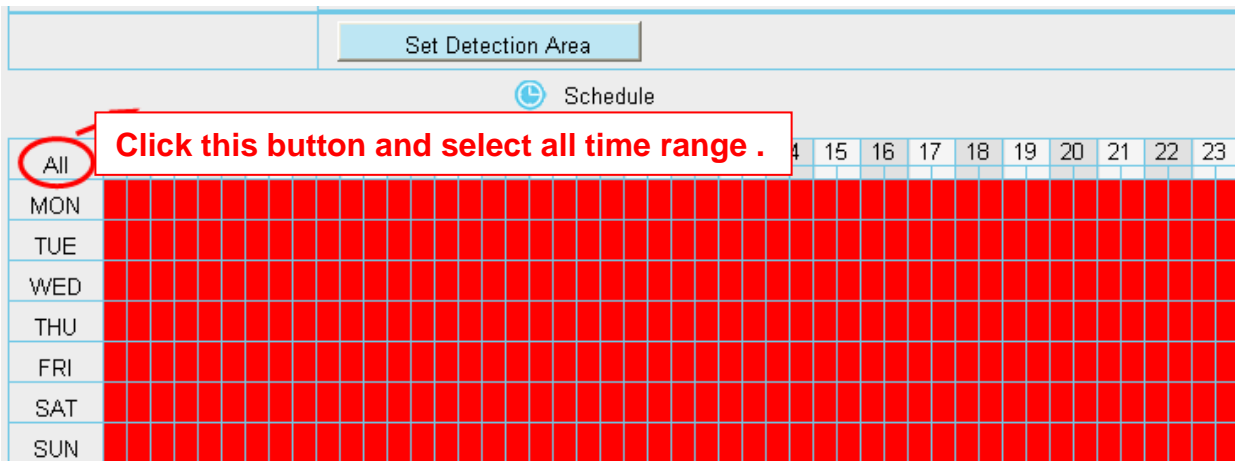 Set Detection Area
Schedule
Click this button and select all time range .
All 15 16 17 18 19 20 21 22 23
MON
TUE
WED
THU
FRI
SAT
SUN